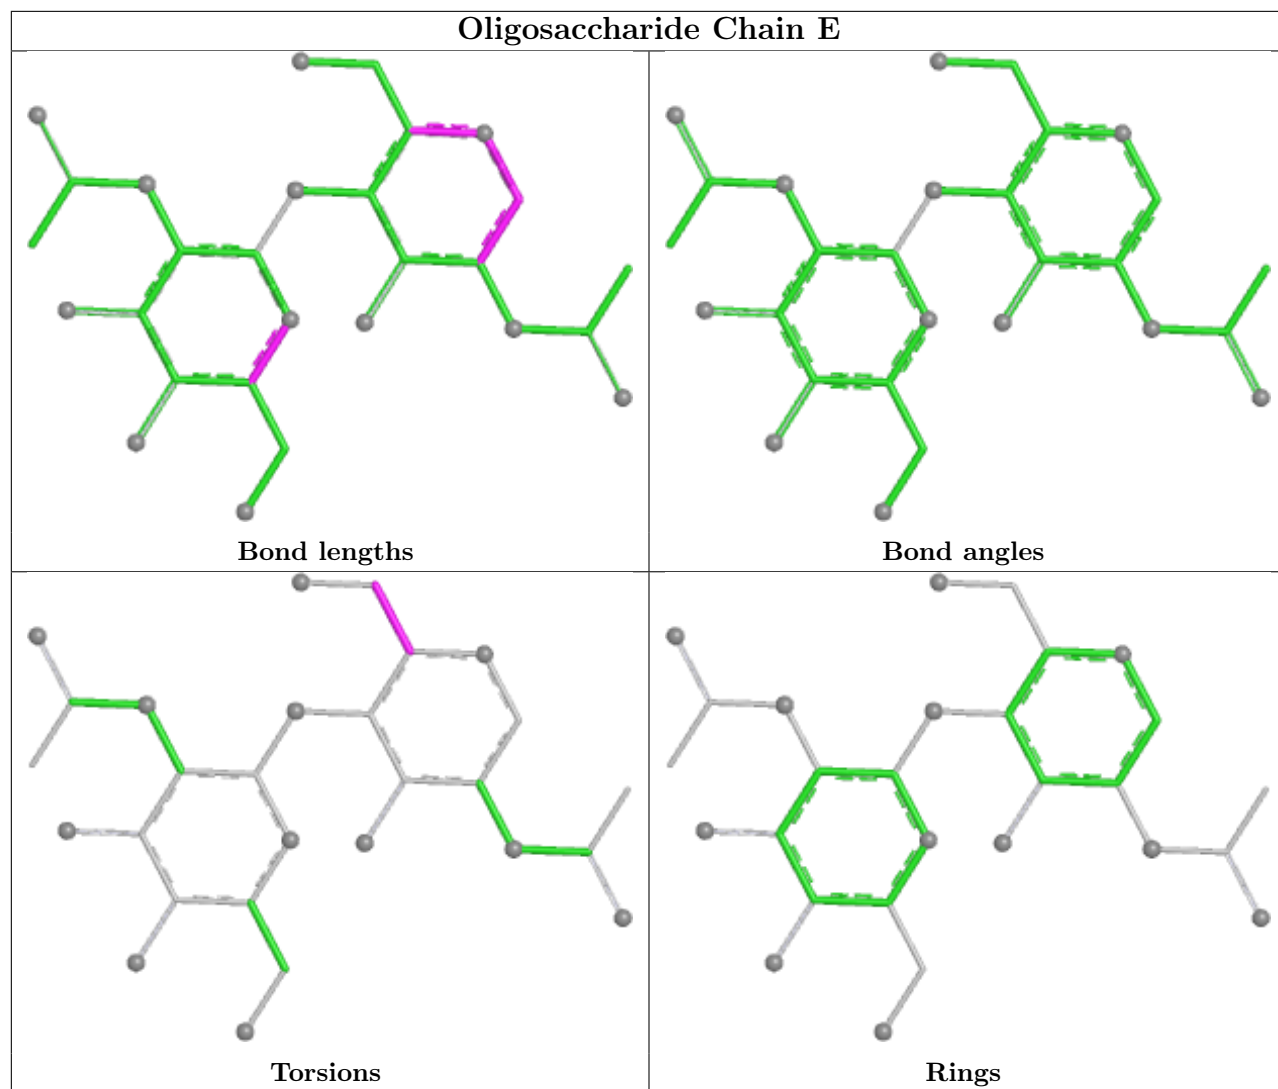 Oligosaccharide Chain E
Bond lengths
Bond angles
Torsions
Rings